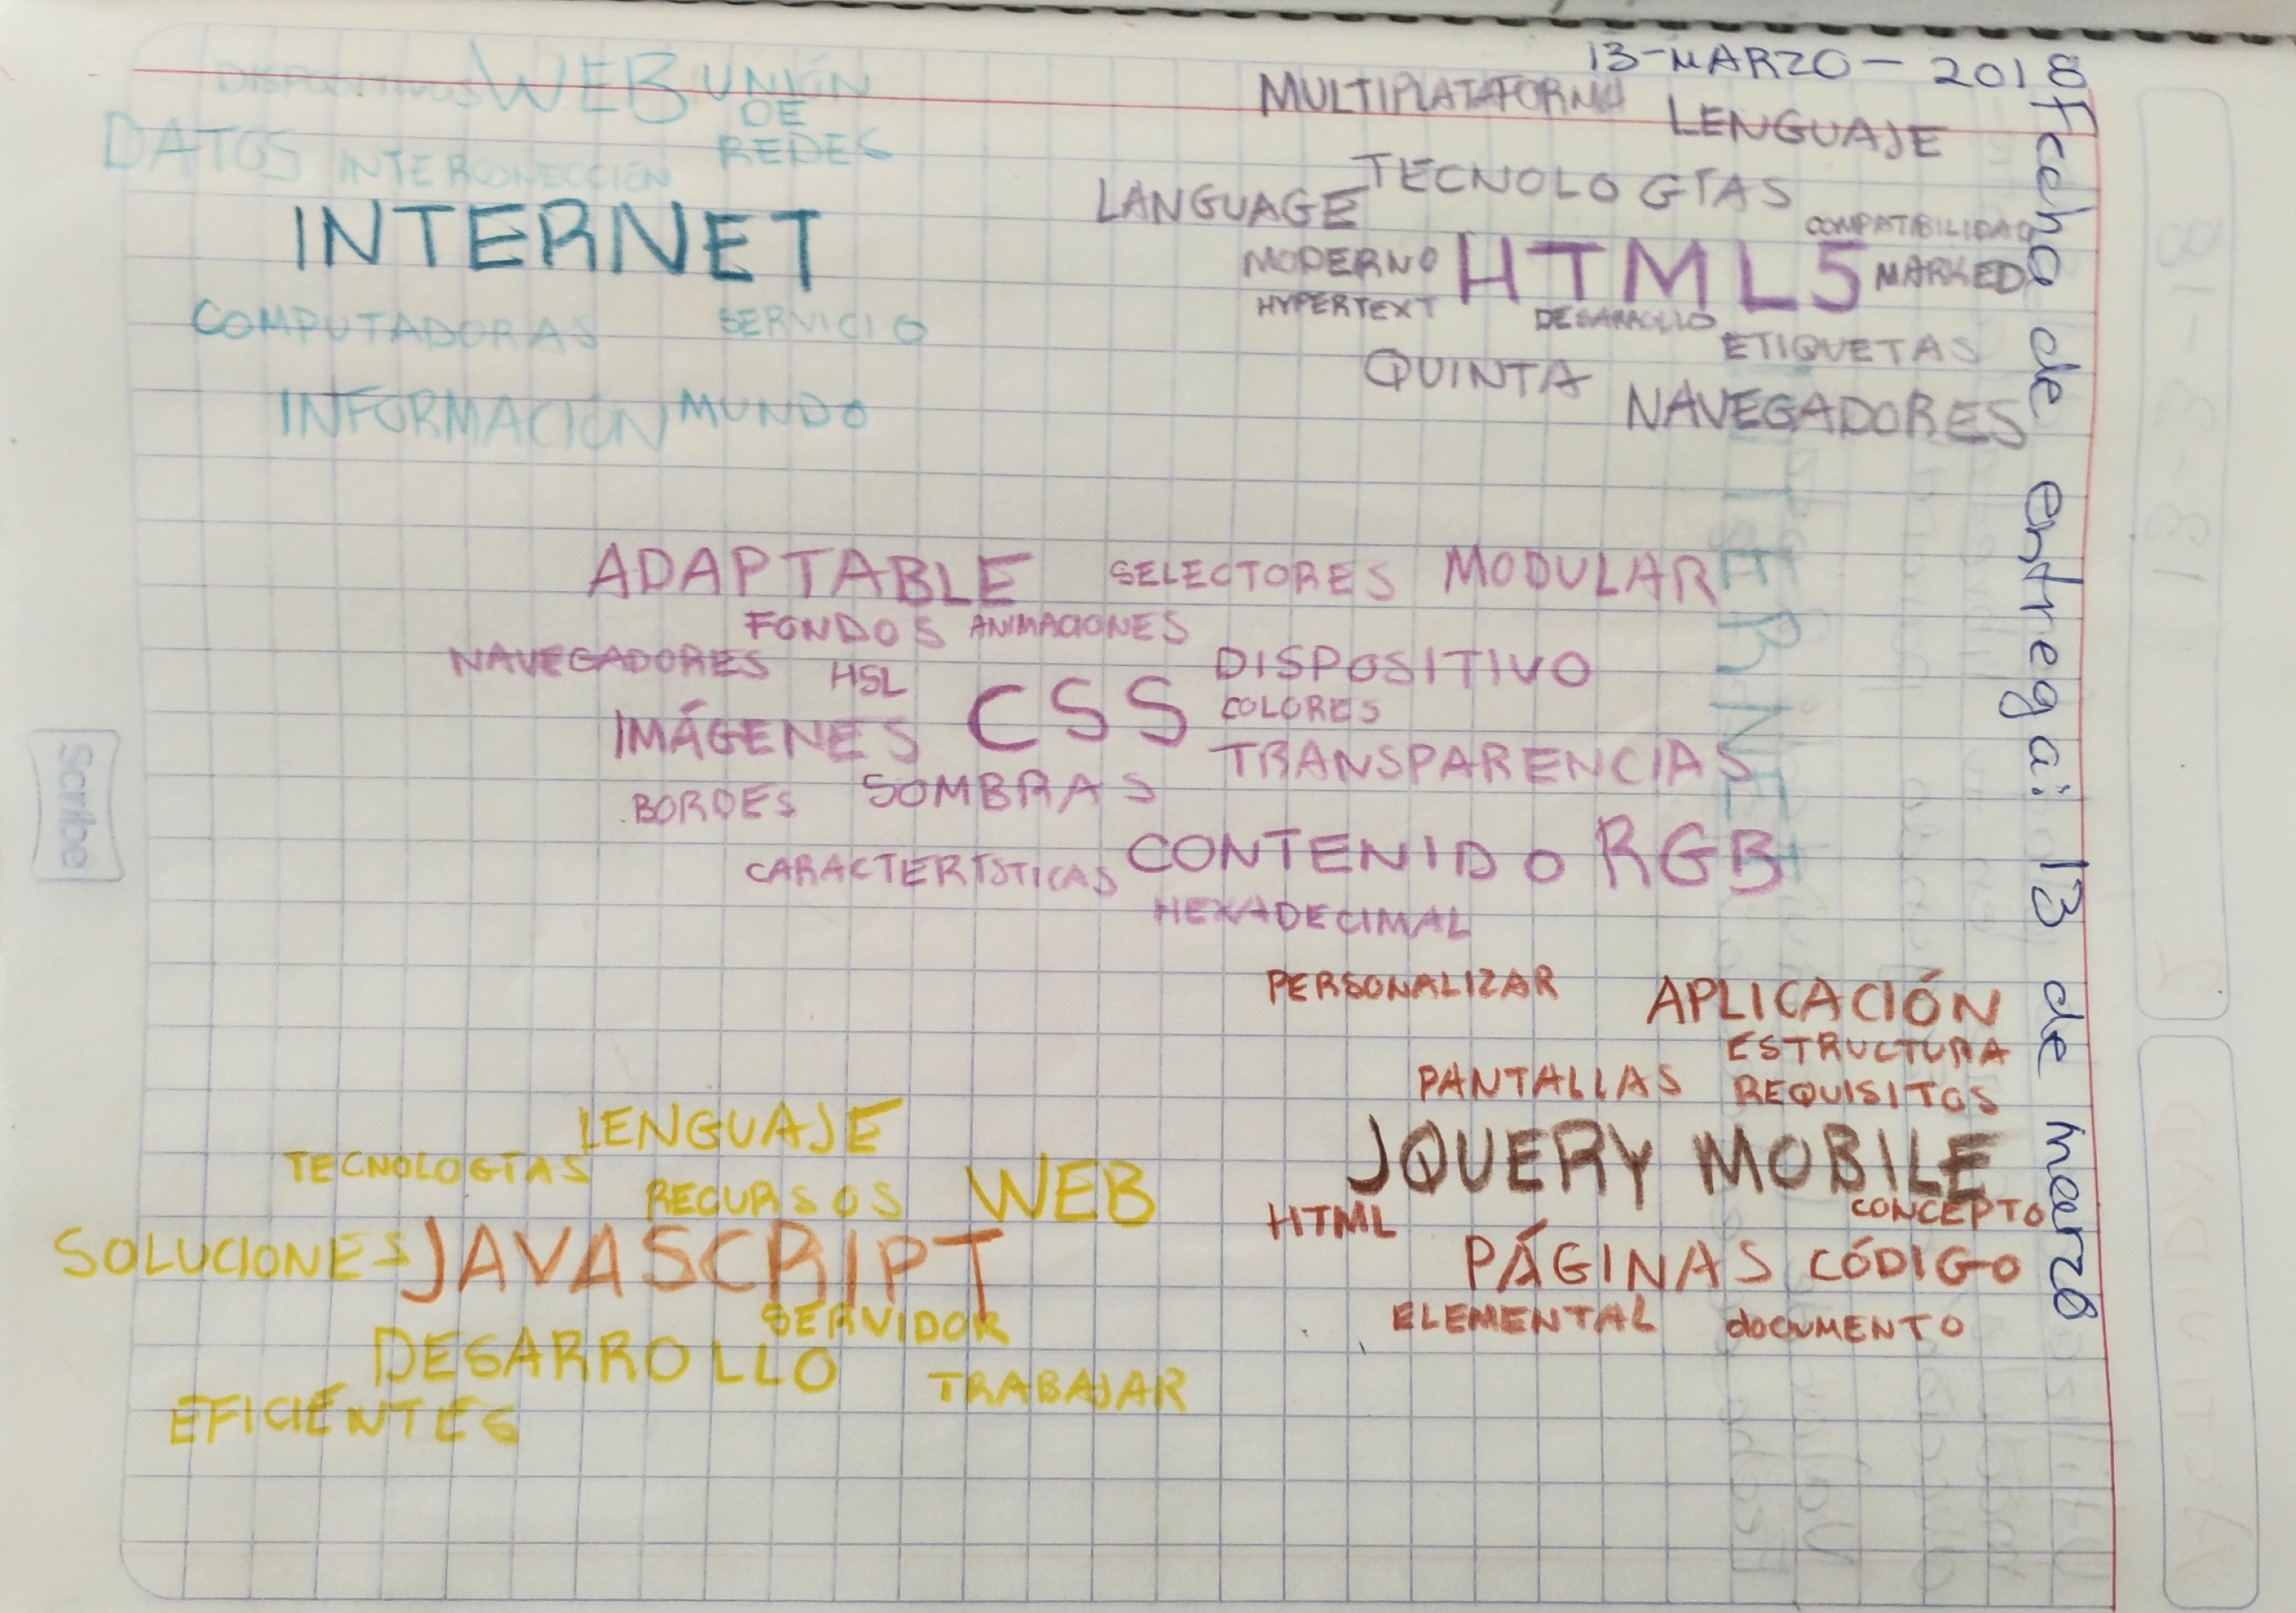 13-MARZO-2018
Fecha de entrega: 13 de marzo
DISPOSITIVOS WEB UNIÓN
DE
REDES
DATOS INTERCONECCIÓN
INTERNET
COMPUTADORAS SERVICIO
INFORMACIÓN MUNDO
MULTIPLATAFORMA
LENGUAJE
TECNOLOGÍAS
LANGUAGE
COMPATIBILIDAD
MODERNO HTML5 MARKED
HYPERTEXT
DESARROLLO
ETIQUETAS
QUINTA
NAVEGADORES
ADAPTABLE SELECTORES MODULAR
FONDOS ANIMACIONES
NAVEGADORES HSL
DISPOSITIVO
IMÁGENES CSS COLORES
TRANSPARENCIAS
BORDES SOMBRAS
CARACTERÍSTICAS CONTENIDO RGB
HEXADECIMAL
LENGUAJE
TECNOLOGÍAS
RECURSOS WEB
SOLUCIONES JAVASCRIPT
SERVIDOR
DESARROLLO
TRABAJAR
EFICIENTES
PERSONALIZAR APLICACIÓN
ESTRUCTURA
PANTALLAS REQUISITOS
JQUERY MOBILE
HTML CONCEPTO
PÁGINAS CÓDIGO
ELEMENTAL dOCUMENTO
Scribe